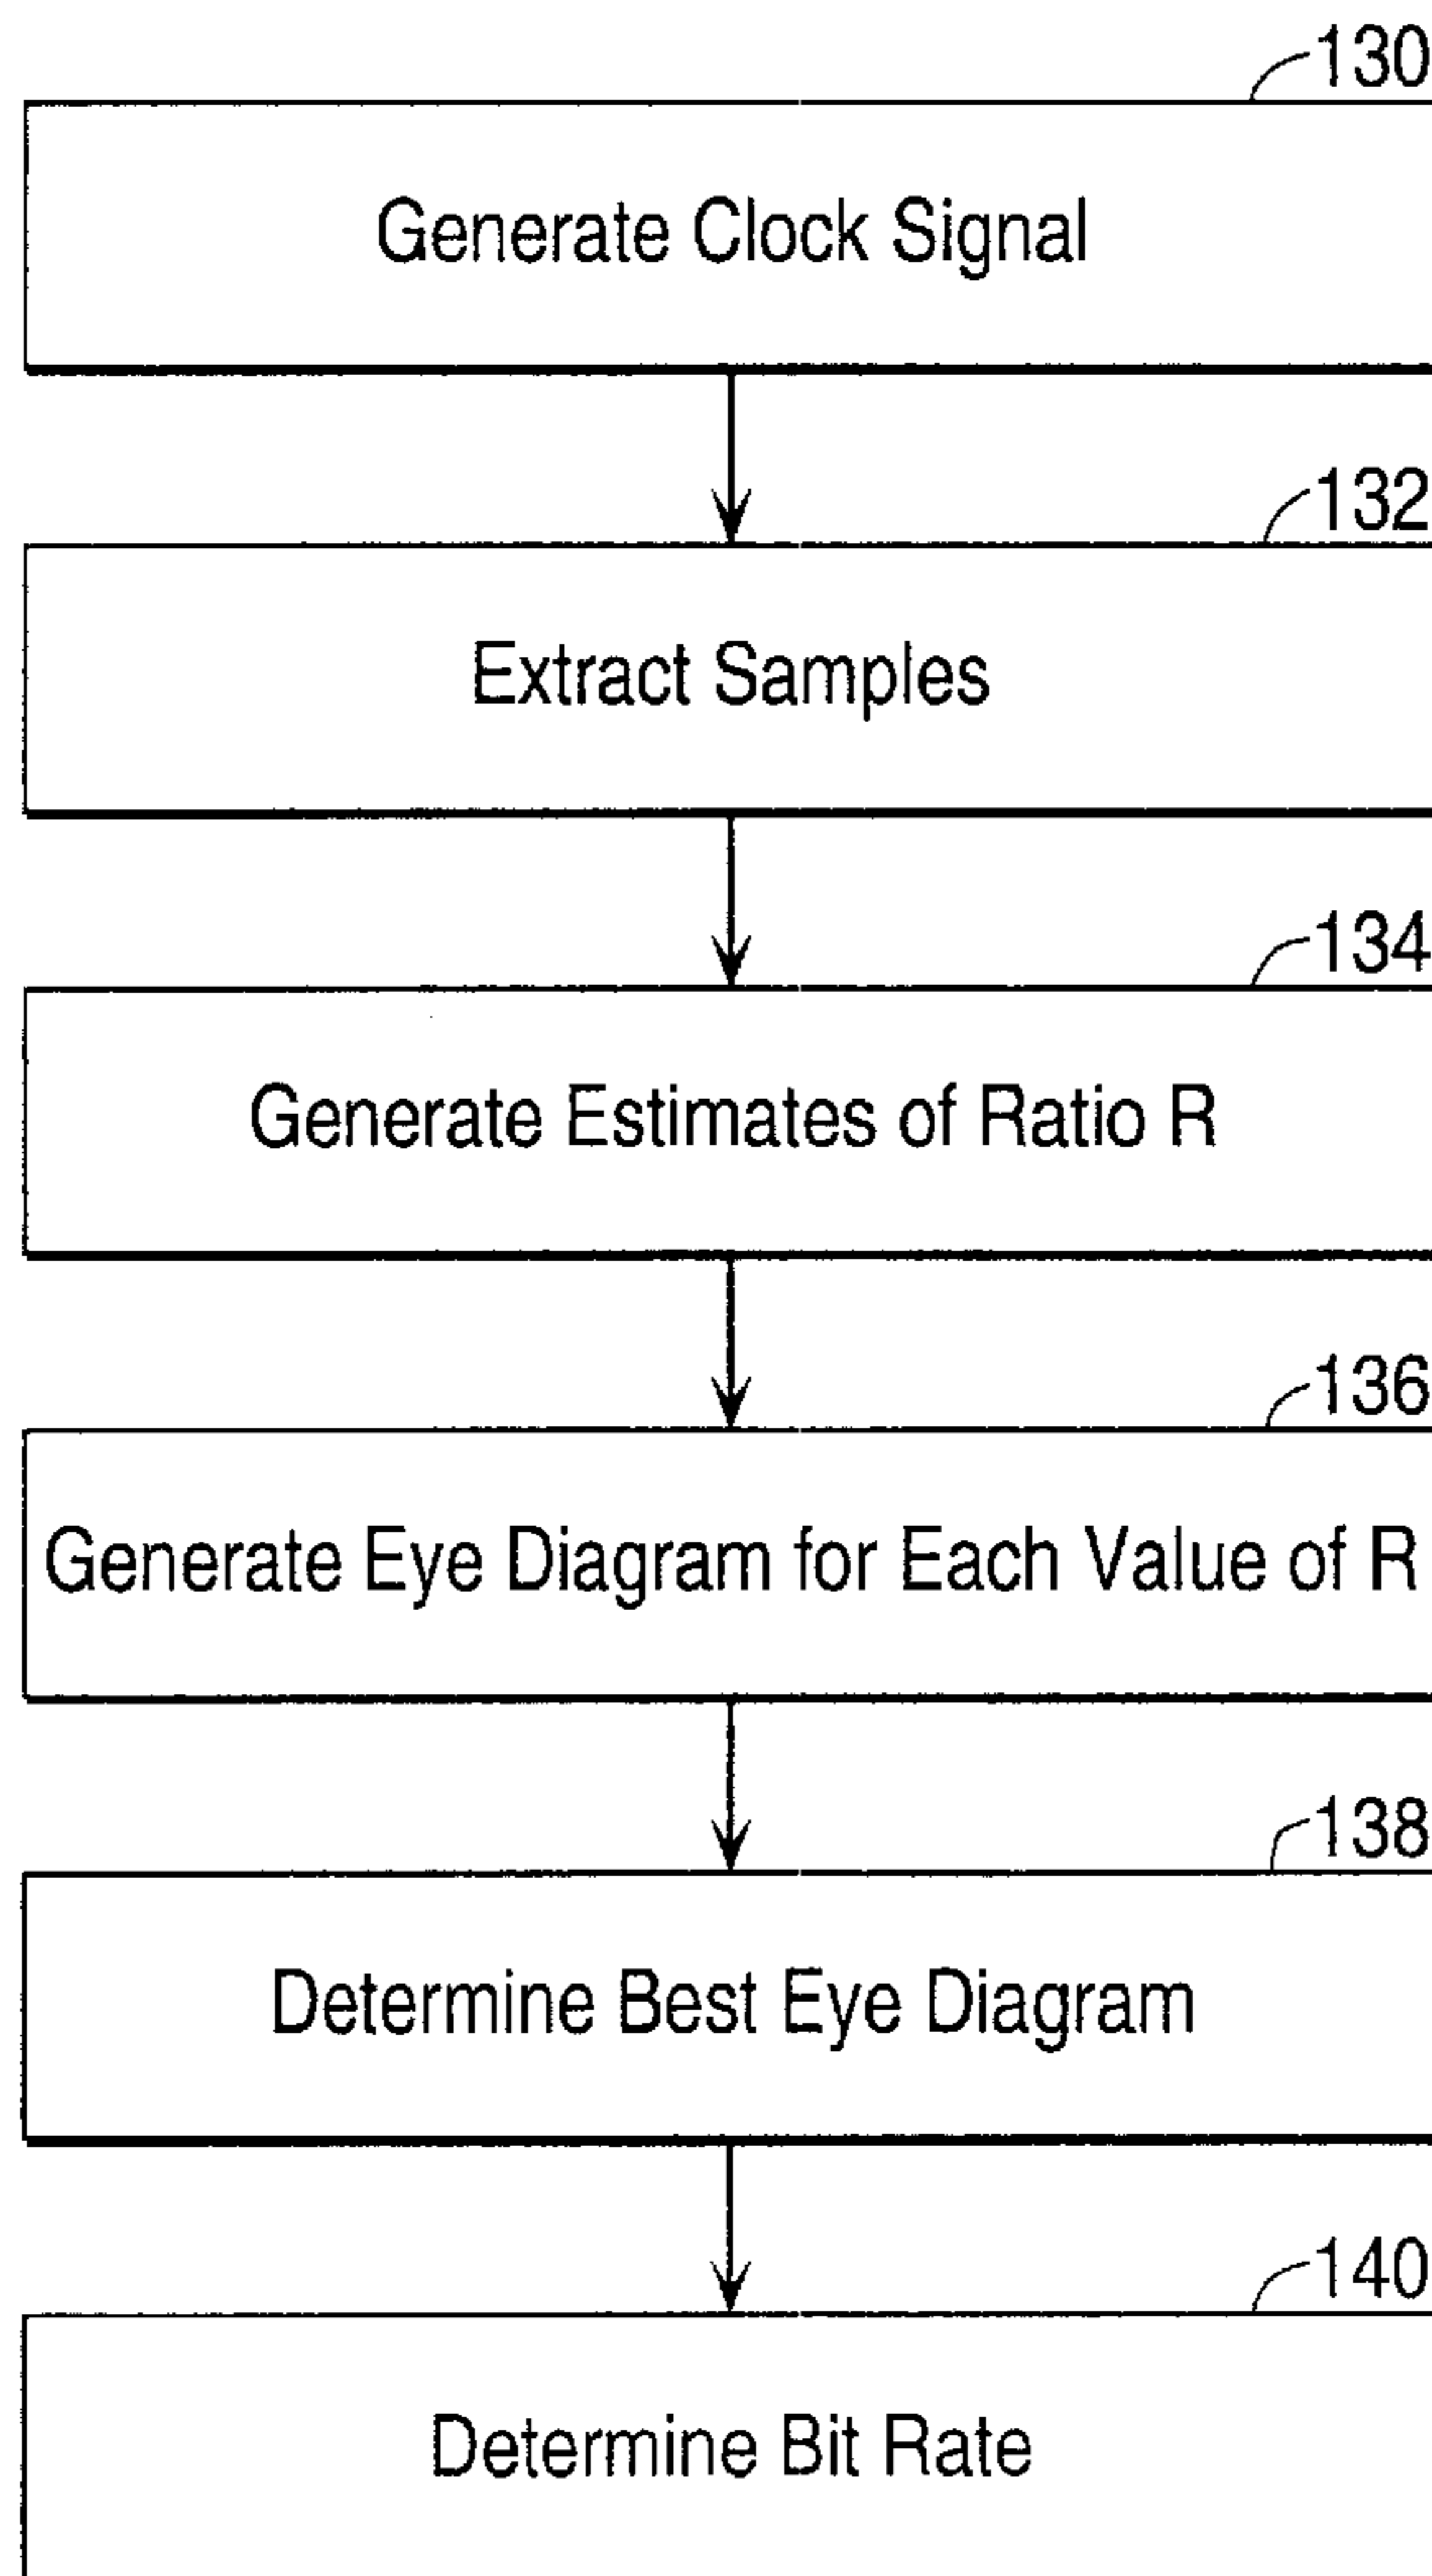 130
Generate Clock Signal
132
Extract Samples
134
Generate Estimates of Ratio R
136
Generate Eye Diagram for Each Value of R
138
Determine Best Eye Diagram
140
Determine Bit Rate